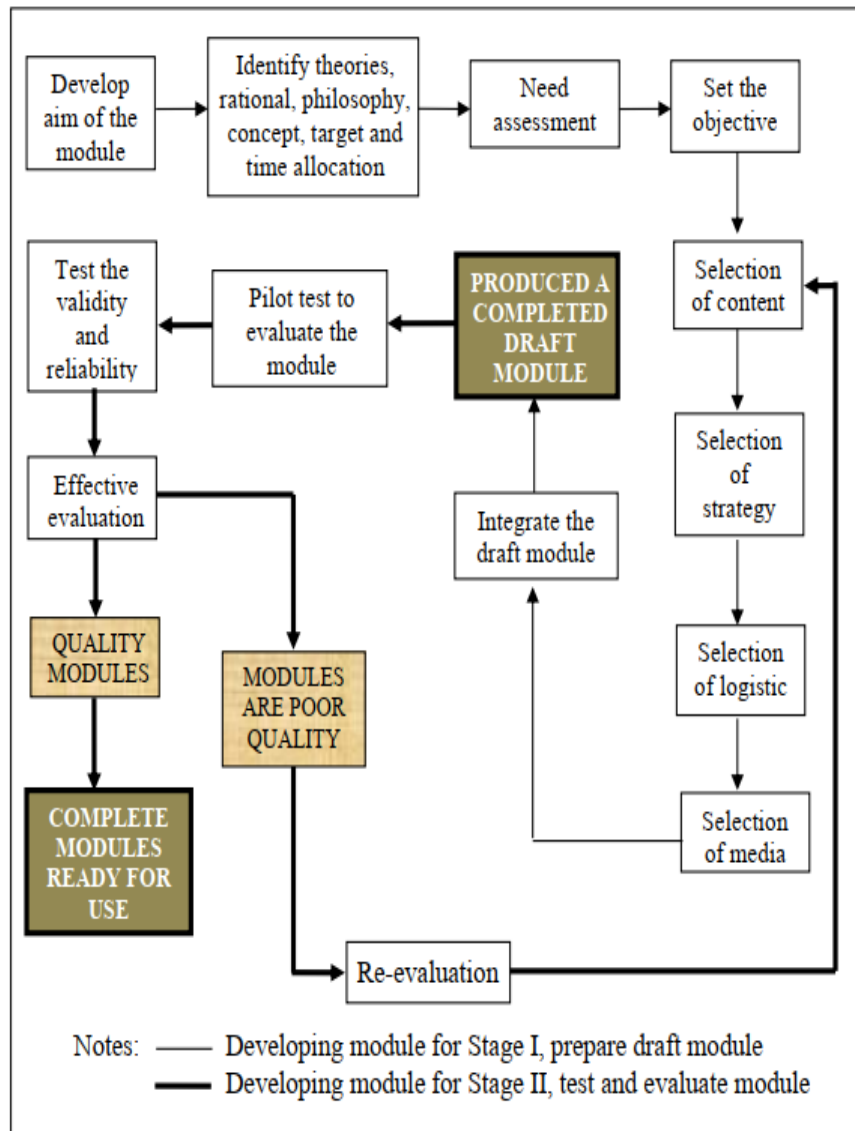 Develop
aim of the
module
Identify theories,
rational, philosophy,
concept, target and
time allocation
Need
assessment
Set the
objective
Test the
validity
and
reliability
Pilot test to
evaluate the
module
PRODUCED A
COMPLETED
DRAFT
MODULE
Selection
of content
Selection
of
strategy
Effective
evaluation
Integrate the
draft module
QUALITY
MODULES
MODULES
ARE POOR
QUALITY
Selection
of logistic
COMPLETE
MODULES
READY FOR
USE
Selection
of media
Re-evaluation
Notes: Developing module for Stage I, prepare draft module
Developing module for Stage II, test and evaluate module